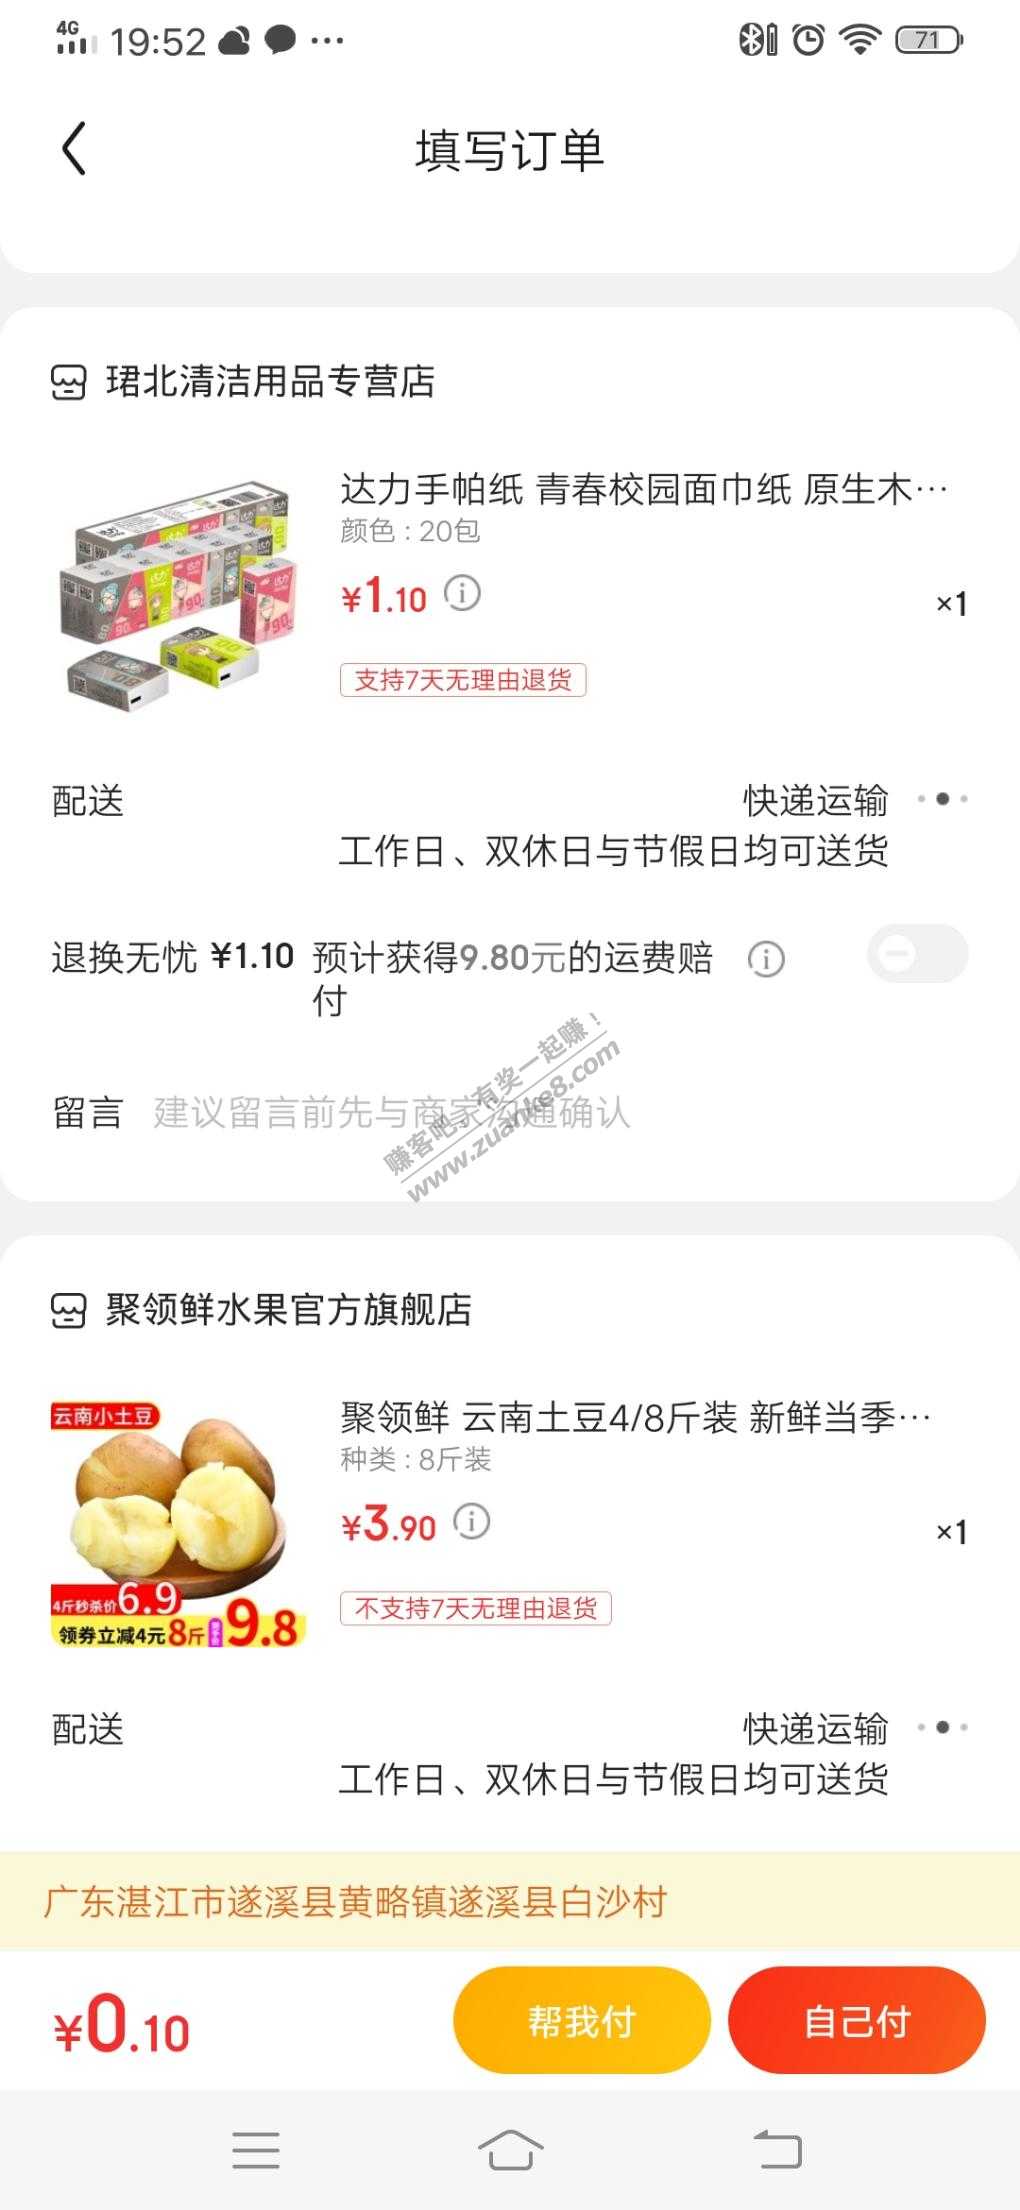 4G 19:52 ··· 71
填写订单
珺北清洁用品专营店
达力手帕纸 青春校园面巾纸 原生木···
颜色 : 20包
¥1.10
×1
支持7天无理由退货
配送 快递运输
工作日、双休日与节假日均可送货
退换无忧 ¥1.10 预计获得9.80元的运费赔
付
留言 建议留言前先与商家沟通确认
赚客吧,有奖一起赚!
www.zuanke8.com
聚领鲜水果官方旗舰店
云南小土豆
4斤秒杀价6.9
领券立减4元8斤 9.8
聚领鲜 云南土豆4/8斤装 新鲜当季···
种类 : 8斤装
¥3.90
×1
不支持7天无理由退货
配送 快递运输
工作日、双休日与节假日均可送货
广东湛江市遂溪县黄略镇遂溪县白沙村
¥0.10 帮我付 自己付